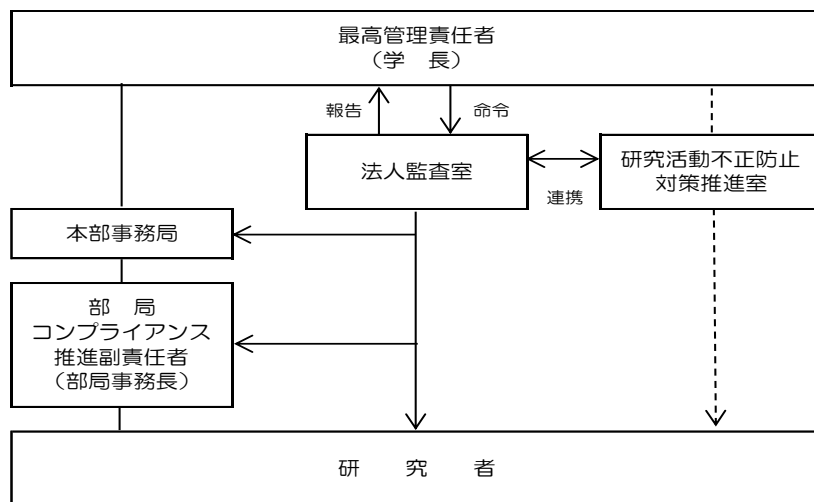 最高管理責任者
（学　長）
報告
命令
法人監査室
連携
研究活動不正防止
対策推進室
本部事務局
部　局
コンプライアンス
推進副責任者
（部局事務長）
研　究　者